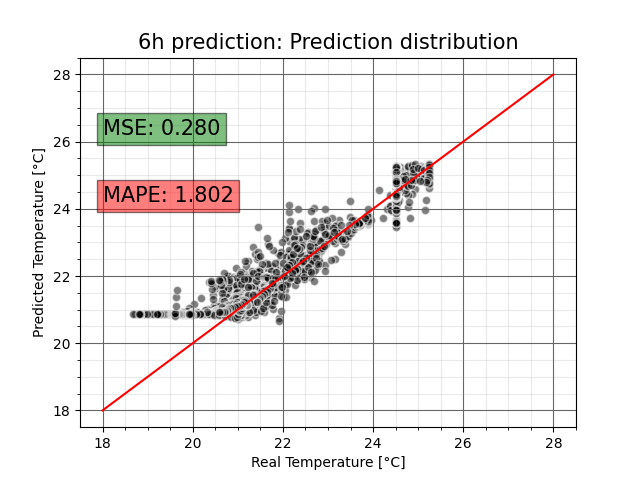 6h prediction: Prediction distribution
28
26
24
22
20
18
MSE: 0.280
MAPE: 1.802
Predicted Temperature [°C]
18 20 22 24 26 28
Real Temperature [°C]